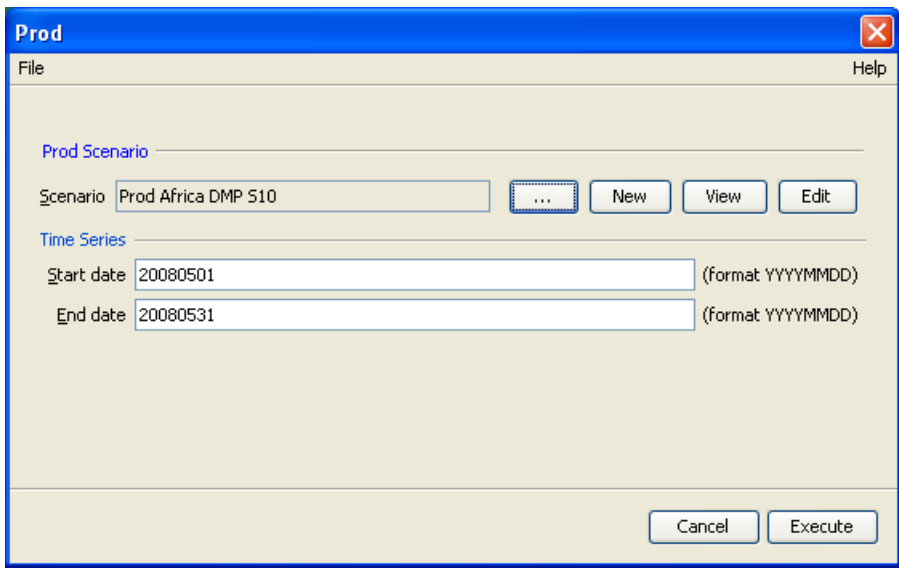 Prod
File Help
Prod Scenario
Scenario Prod Africa DMP S10 ... New View Edit
Time Series
Start date 20080501 (format YYYYMMDD)
End date 20080531 (format YYYYMMDD)
Cancel Execute